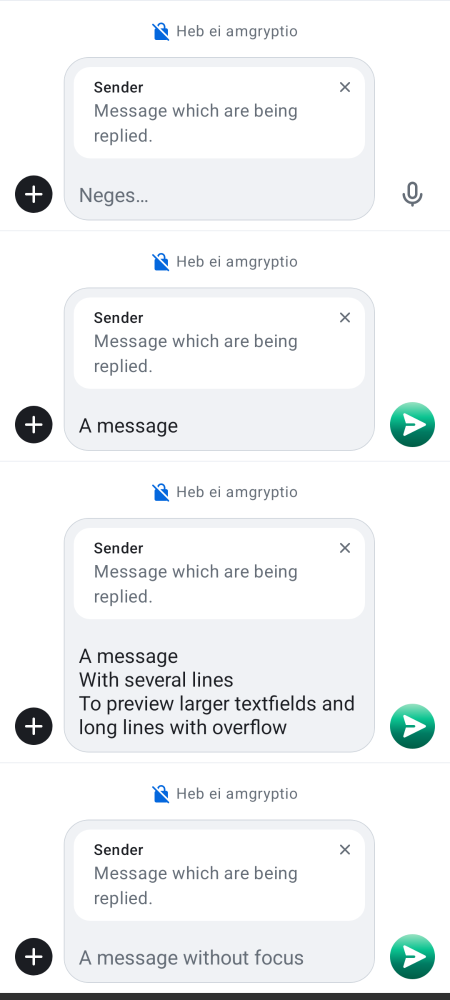 Heb ei amgryptio
Sender
Message which are being
replied.
Neges…
Heb ei amgryptio
Sender
Message which are being
replied.
A message
Heb ei amgryptio
Sender
Message which are being
replied.
A message
With several lines
To preview larger textfields and
long lines with overflow
Heb ei amgryptio
Sender
Message which are being
replied.
A message without focus